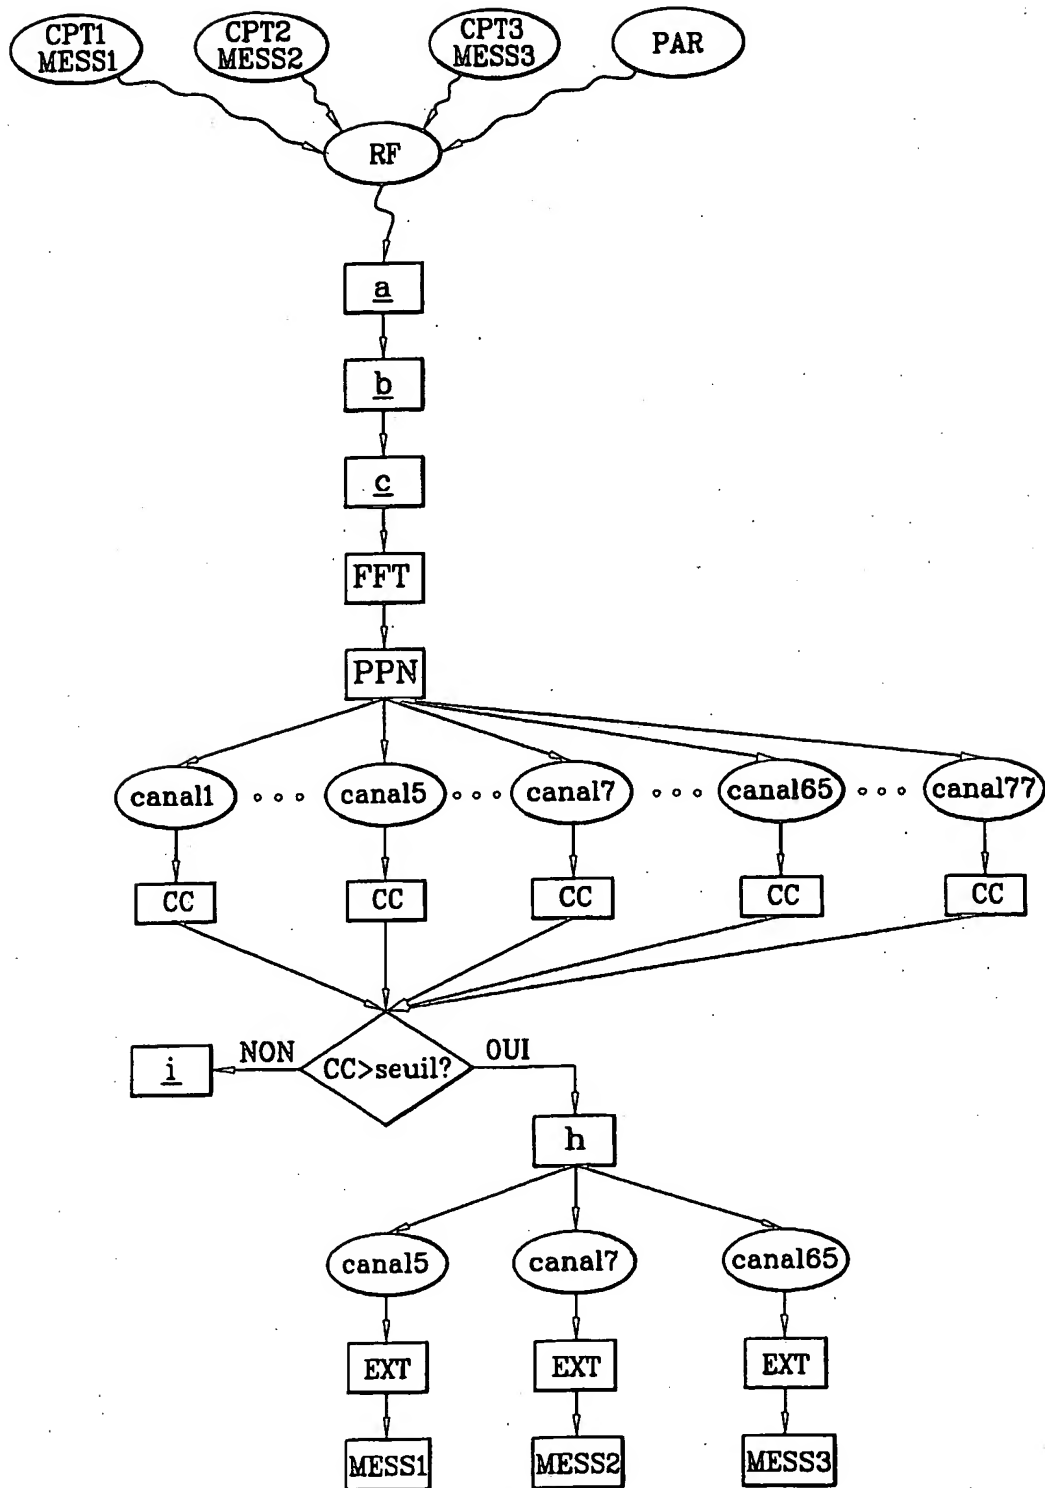 CPT1
MESS1
CPT2
MESS2
CPT3
MESS3
PAR
RF
a
b
c
FFT
PPN
canal1
canal5
canal7
canal65
canal77
CC
CC
CC
CC
CC
i
NON
CC>seuil?
OUI
h
canal5
canal7
canal65
EXT
EXT
EXT
MESS1
MESS2
MESS3